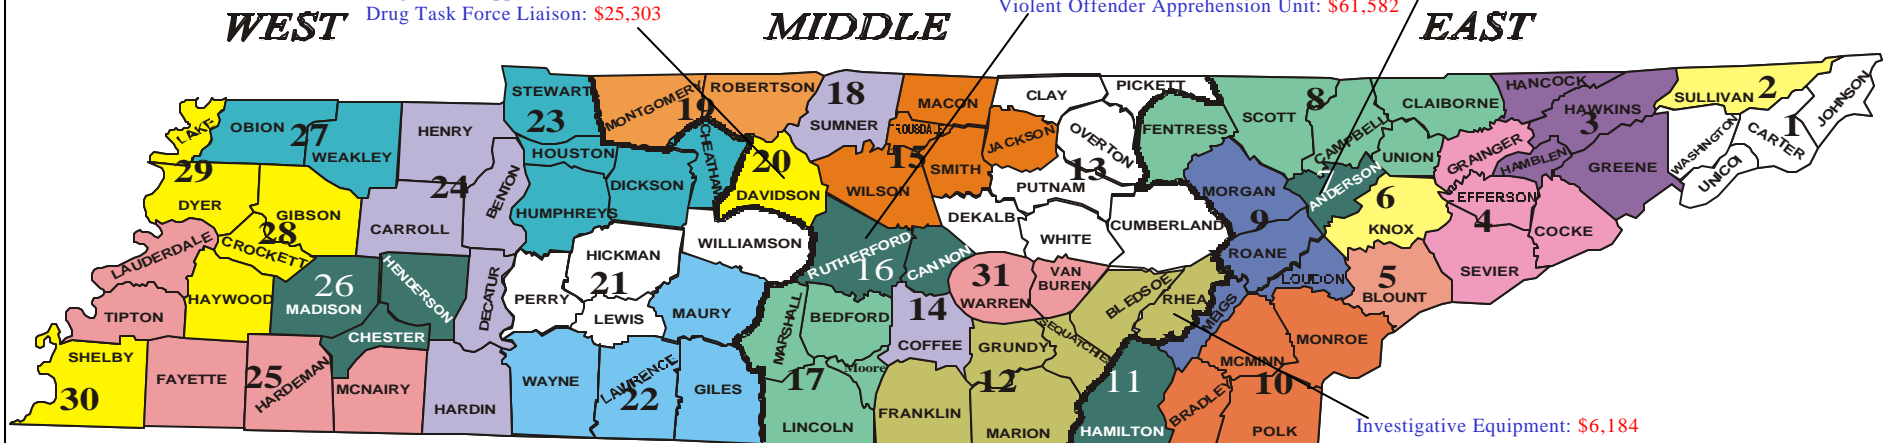 Drug Task Force Liaison: $25,303
Violent Offender Apprehension Unit: $61,582
WEST MIDDLE EAST
STEWART
MONTGOMERY
19
ROBERTSON
18
SUMNER
MACON
CLAY
PICKETT
8
CLAIBORNE
HANCOCK
HAWKINS
3
SULLIVAN
2
JOHNSON
1
CARTER
WASHINGTON
UNICOI
LAKE
OBION
27
WEAKLEY
HENRY
23
HOUSTON
CHEATHAM
20
DAVIDSON
15
WILSON
SMITH
JACKSON
OVERTON
13
FENTRESS
SCOTT
CAMPBELL
UNION
GRAINGER
HAMBLEN
GREENE
29
DYER
GIBSON
28
CROCKETT
24
BENTON
CARROLL
HUMPHREYS
DICKSON
PUTNAM
DEKALB
WHITE
CUMBERLAND
MORGAN
9
ROANE
ANDERSON
6
KNOX
4
COCKE
SEVIER
LAUDERDALE
HAYWOOD
TIPTON
26
MADISON
HENDERSON
CHESTER
DECATUR
PERRY
HICKMAN
21
LEWIS
WILLIAMSON
MAURY
RUTHERFORD
16
CANNON
31
WARREN
VAN
BUREN
BLEDSOE
RHEA
MEIGS
LOUDON
5
BLOUNT
MONROE
SHELBY
30
FAYETTE
25
HARDEMAN
MCNAIRY
HARDIN
WAYNE
LAWRENCE
22
GILES
MARSHALL
BEDFORD
Moore
17
LINCOLN
14
COFFEE
GRUNDY
SEQUATCHIE
12
FRANKLIN
MARION
11
HAMILTON
BRADLEY
MCMINN
10
POLK
Investigative Equipment: $6,184